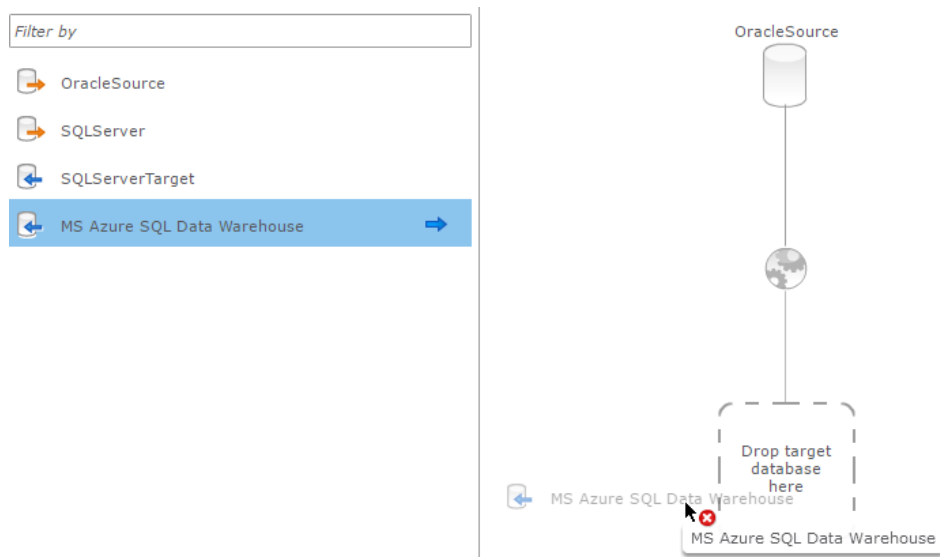 Filter by
OracleSource
SQLServer
SQLServerTarget
MS Azure SQL Data Warehouse
OracleSource
Drop target
database
here
MS Azure SQL Data Warehouse
MS Azure SQL Data Warehouse